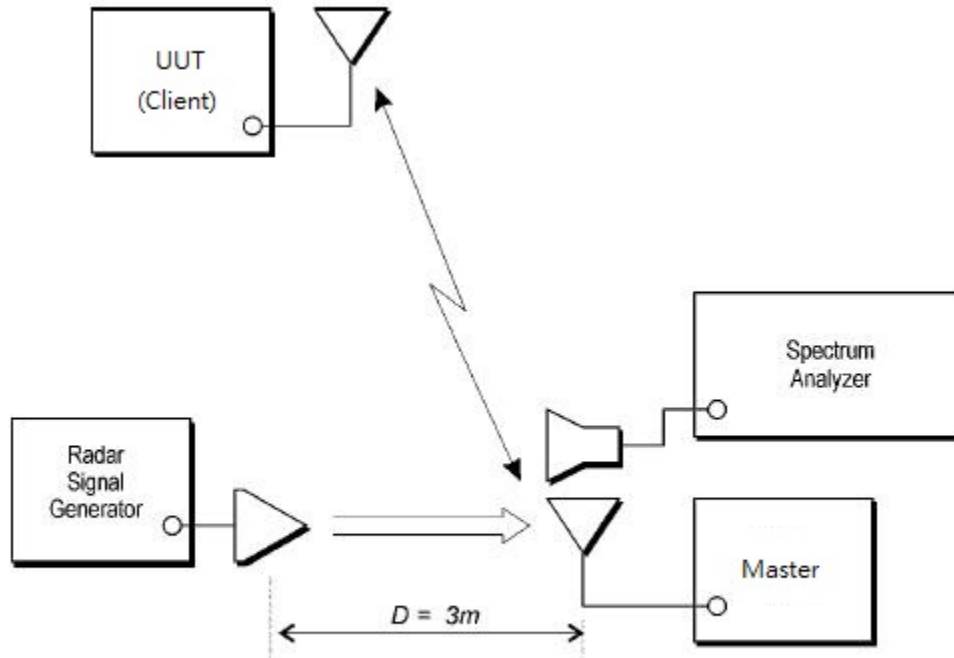 UUT
(Client)
Spectrum
Analyzer
Radar
Signal
Generator
Master
D = 3m